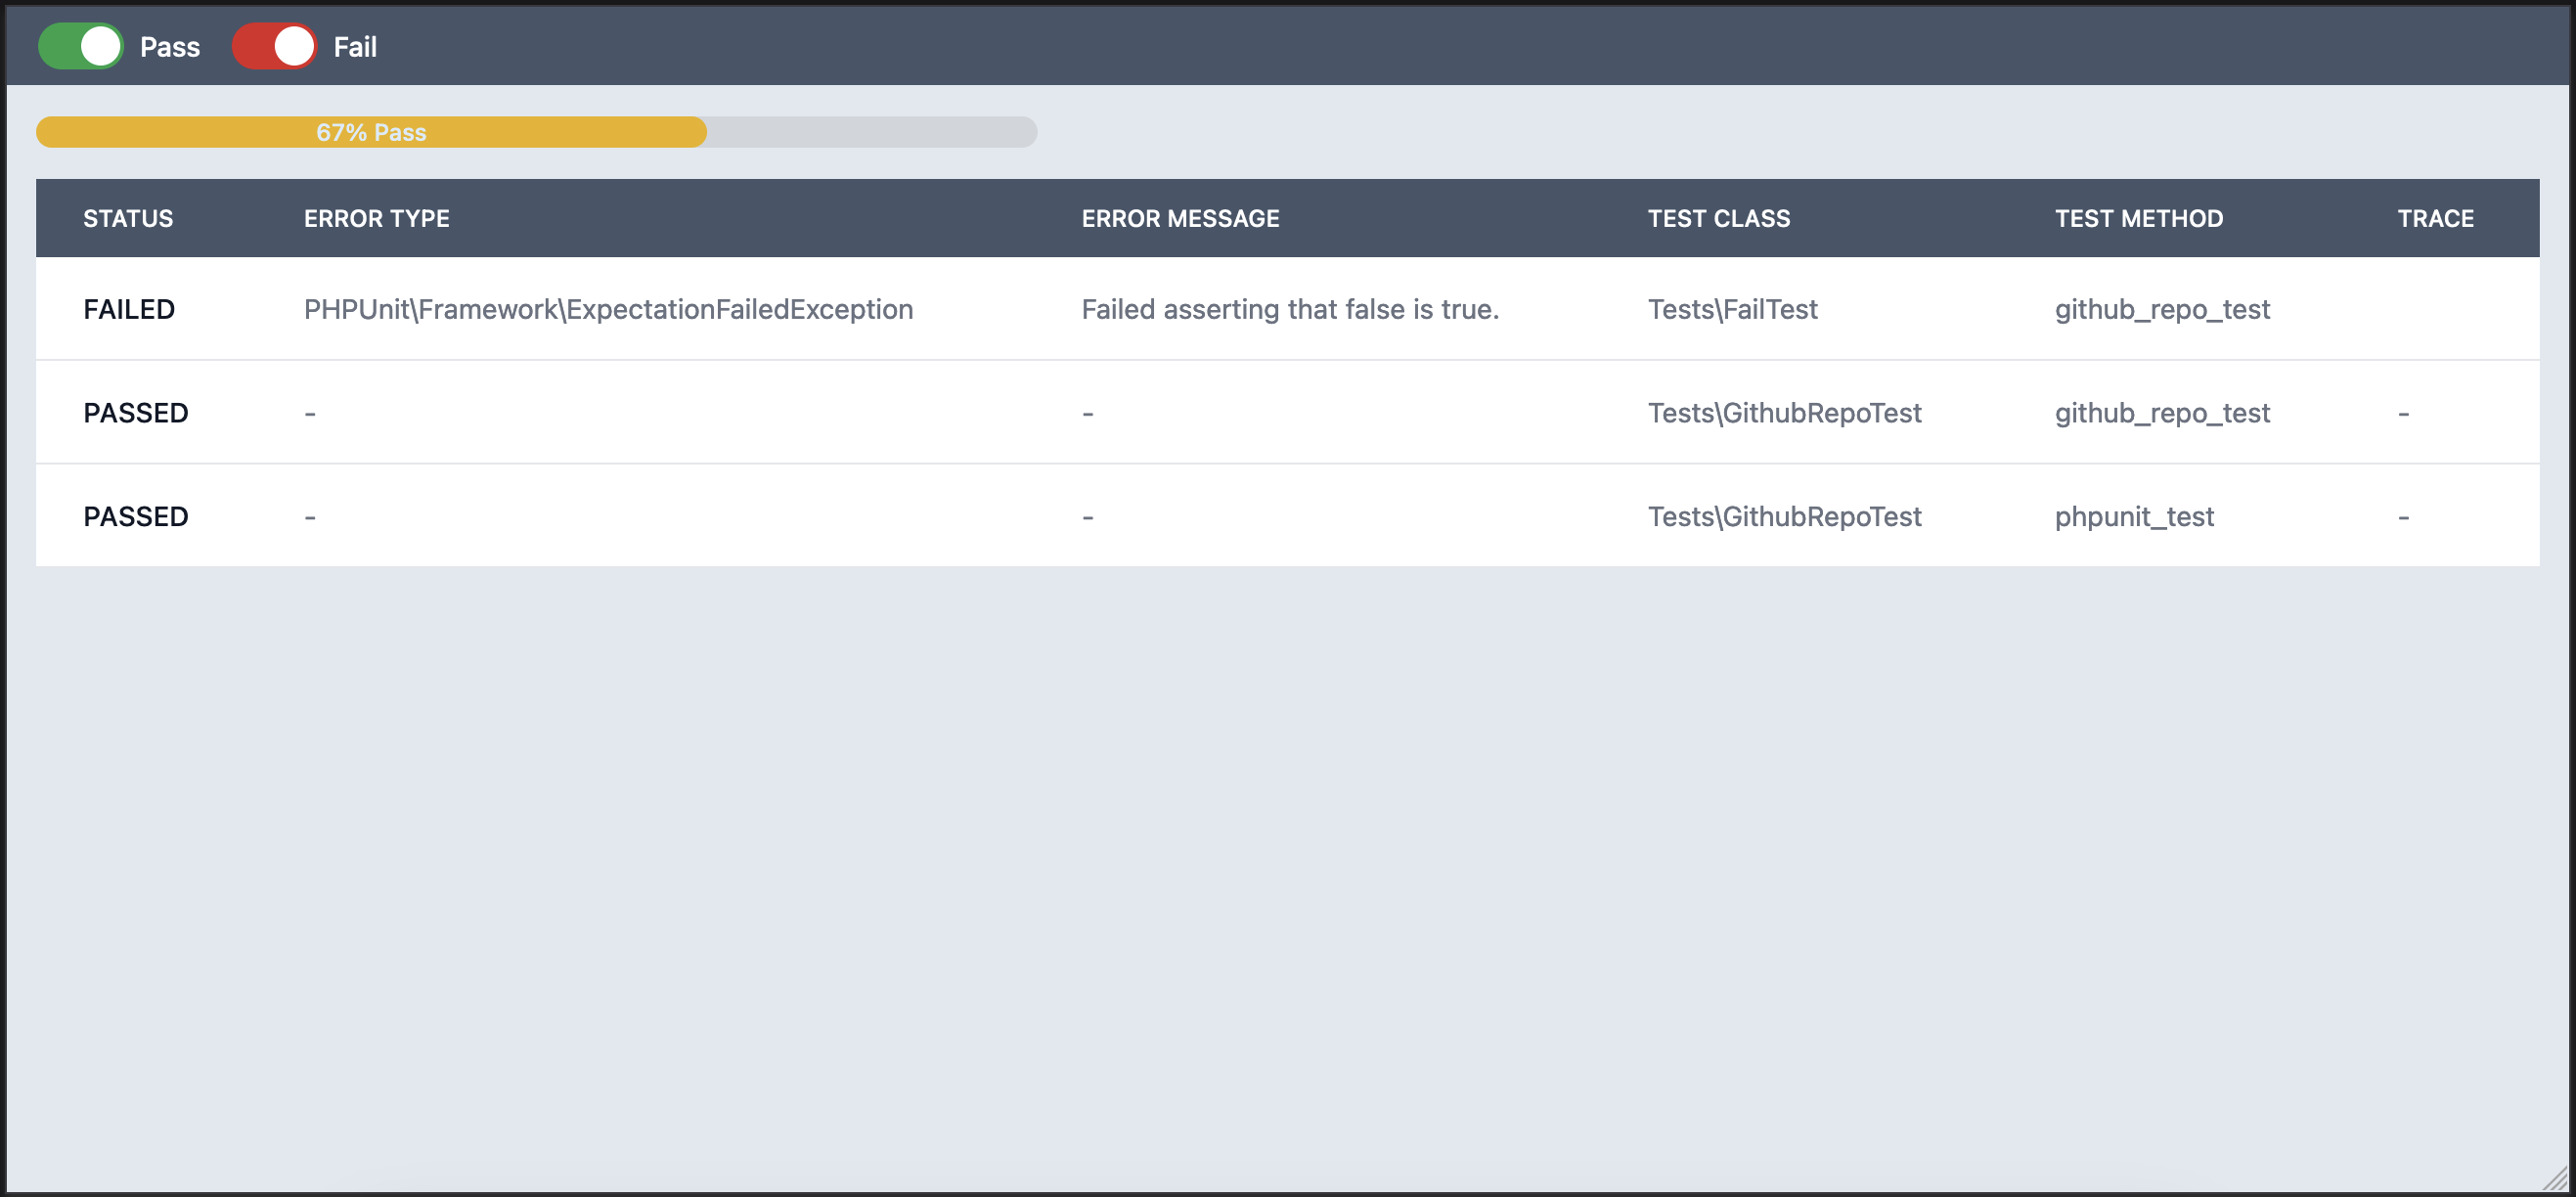 Pass Fail
67% Pass
STATUS ERROR TYPE ERROR MESSAGE TEST CLASS TEST METHOD TRACE
FAILED PHPUnit\Framework\ExpectationFailedException Failed asserting that false is true. Tests\FailTest github_repo_test
PASSED - - Tests\GithubRepoTest github_repo_test -
PASSED - - Tests\GithubRepoTest phpunit_test -